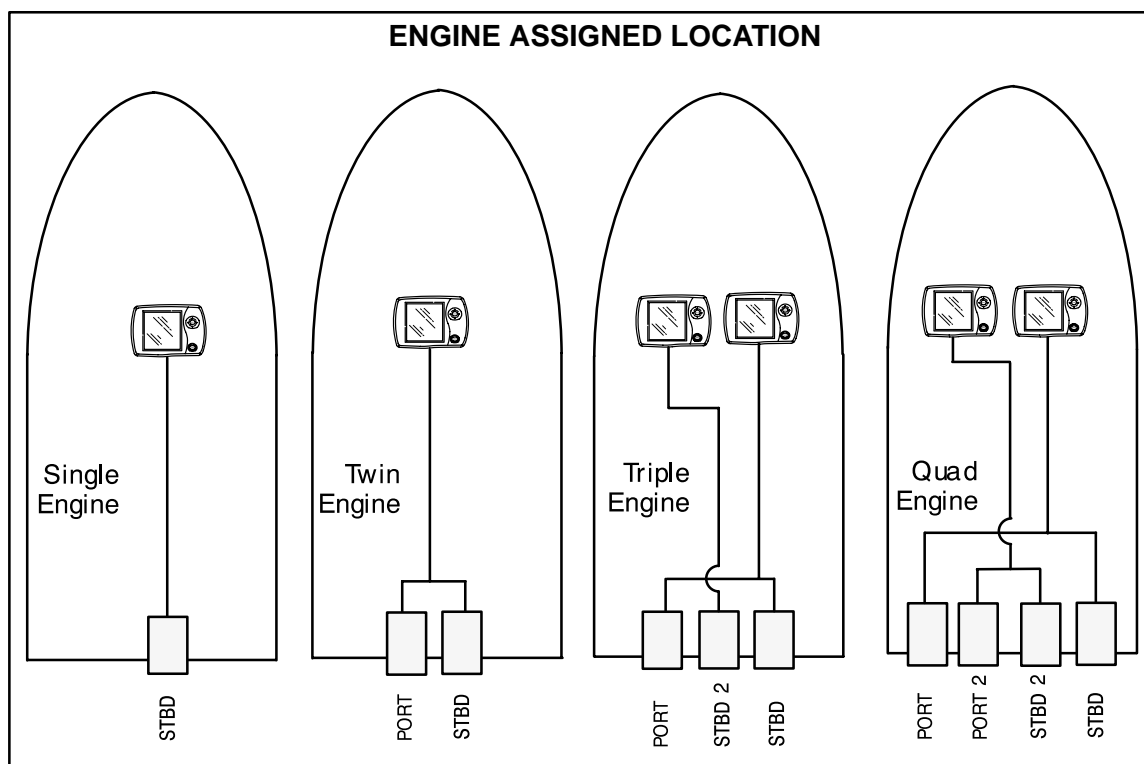 ENGINE ASSIGNED LOCATION
Single
Engine
STBD
Twin
Engine
PORT
STBD
Triple
Engine
PORT
STBD 2
STBD
Quad
Engine
PORT
PORT 2
STBD 2
STBD